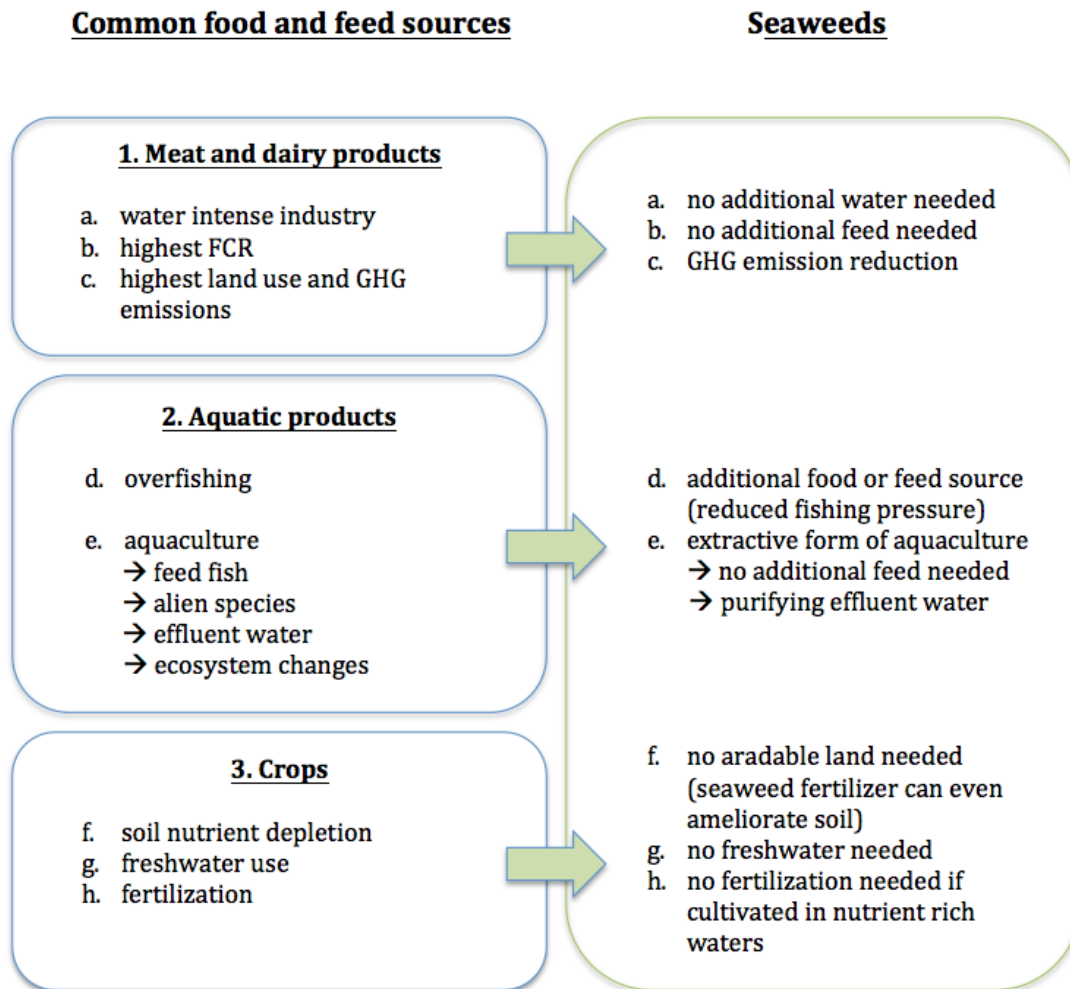 Common food and feed sources
Seaweeds
1. Meat and dairy products
a. water intense industry
b. highest FCR
c. highest land use and GHG
emissions
a. no additional water needed
b. no additional feed needed
c. GHG emission reduction
2. Aquatic products
d. overfishing
e. aquaculture
→ feed fish
→ alien species
→ effluent water
→ ecosystem changes
d. additional food or feed source
(reduced fishing pressure)
e. extractive form of aquaculture
→ no additional feed needed
→ purifying effluent water
3. Crops
f. soil nutrient depletion
g. freshwater use
h. fertilization
f. no aradable land needed
(seaweed fertilizer can even
ameliorate soil)
g. no freshwater needed
h. no fertilization needed if
cultivated in nutrient rich
waters